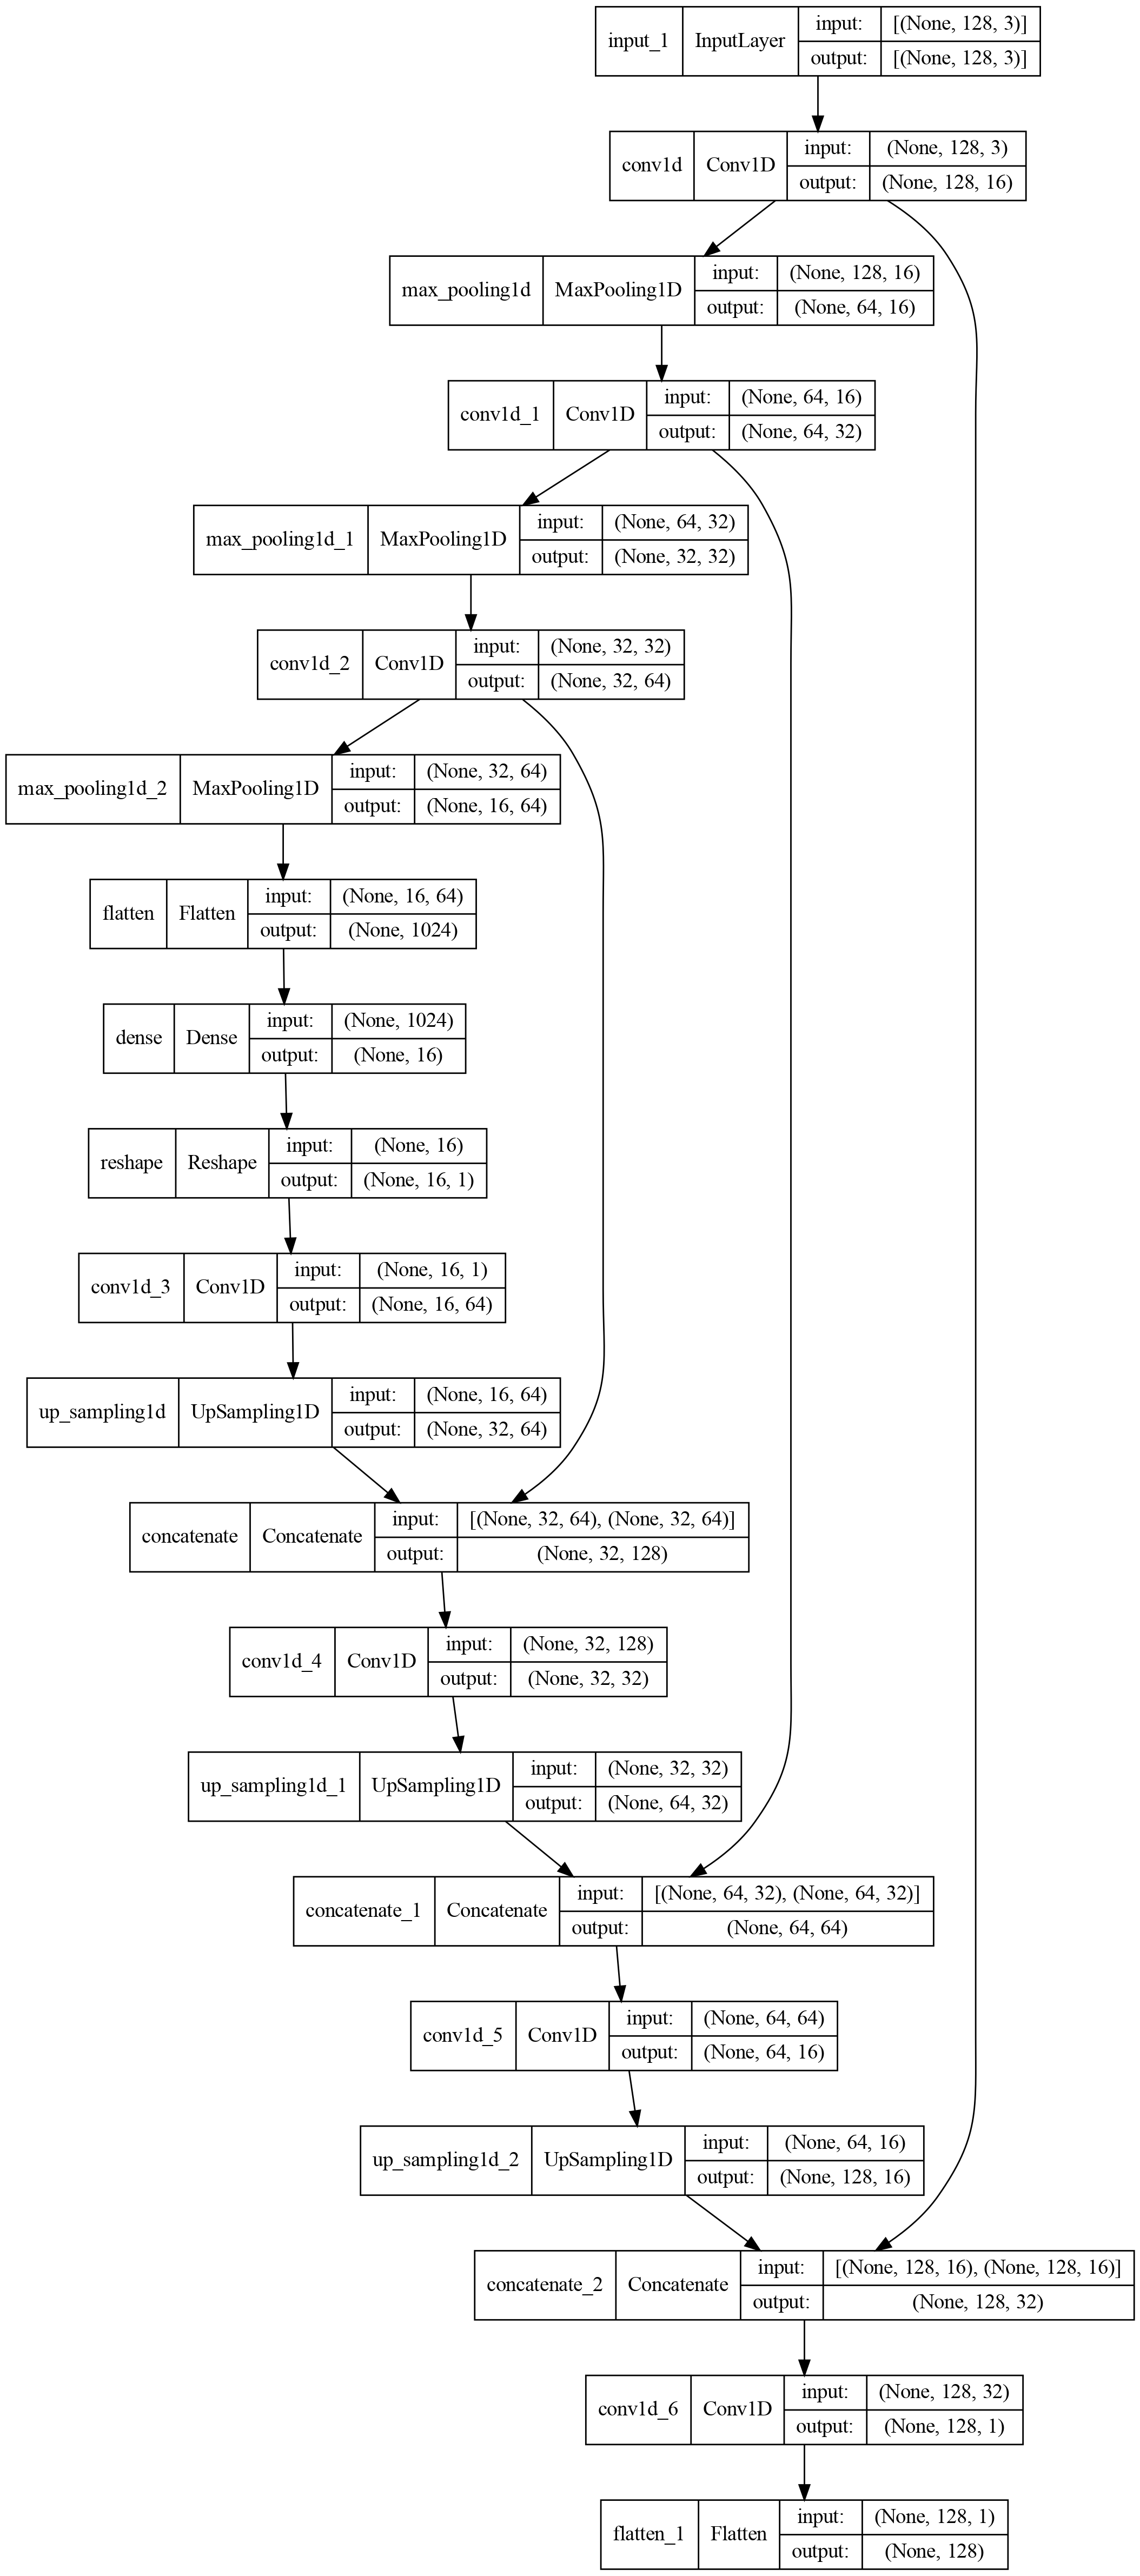 input_1 InputLayer input: [(None, 128, 3)]
output: [(None, 128, 3)]
conv1d Conv1D input: (None, 128, 3)
output: (None, 128, 16)
max_pooling1d MaxPooling1D input: (None, 128, 16)
output: (None, 64, 16)
conv1d_1 Conv1D input: (None, 64, 16)
output: (None, 64, 32)
max_pooling1d_1 MaxPooling1D input: (None, 64, 32)
output: (None, 32, 32)
conv1d_2 Conv1D input: (None, 32, 32)
output: (None, 32, 64)
max_pooling1d_2 MaxPooling1D input: (None, 32, 64)
output: (None, 16, 64)
flatten Flatten input: (None, 16, 64)
output: (None, 1024)
dense Dense input: (None, 1024)
output: (None, 16)
reshape Reshape input: (None, 16)
output: (None, 16, 1)
conv1d_3 Conv1D input: (None, 16, 1)
output: (None, 16, 64)
up_sampling1d UpSampling1D input: (None, 16, 64)
output: (None, 32, 64)
concatenate Concatenate input: [(None, 32, 64), (None, 32, 64)]
output: (None, 32, 128)
conv1d_4 Conv1D input: (None, 32, 128)
output: (None, 32, 32)
up_sampling1d_1 UpSampling1D input: (None, 32, 32)
output: (None, 64, 32)
concatenate_1 Concatenate input: [(None, 64, 32), (None, 64, 32)]
output: (None, 64, 64)
conv1d_5 Conv1D input: (None, 64, 64)
output: (None, 64, 16)
up_sampling1d_2 UpSampling1D input: (None, 64, 16)
output: (None, 128, 16)
concatenate_2 Concatenate input: [(None, 128, 16), (None, 128, 16)]
output: (None, 128, 32)
conv1d_6 Conv1D input: (None, 128, 32)
output: (None, 128, 1)
flatten_1 Flatten input: (None, 128, 1)
output: (None, 128)